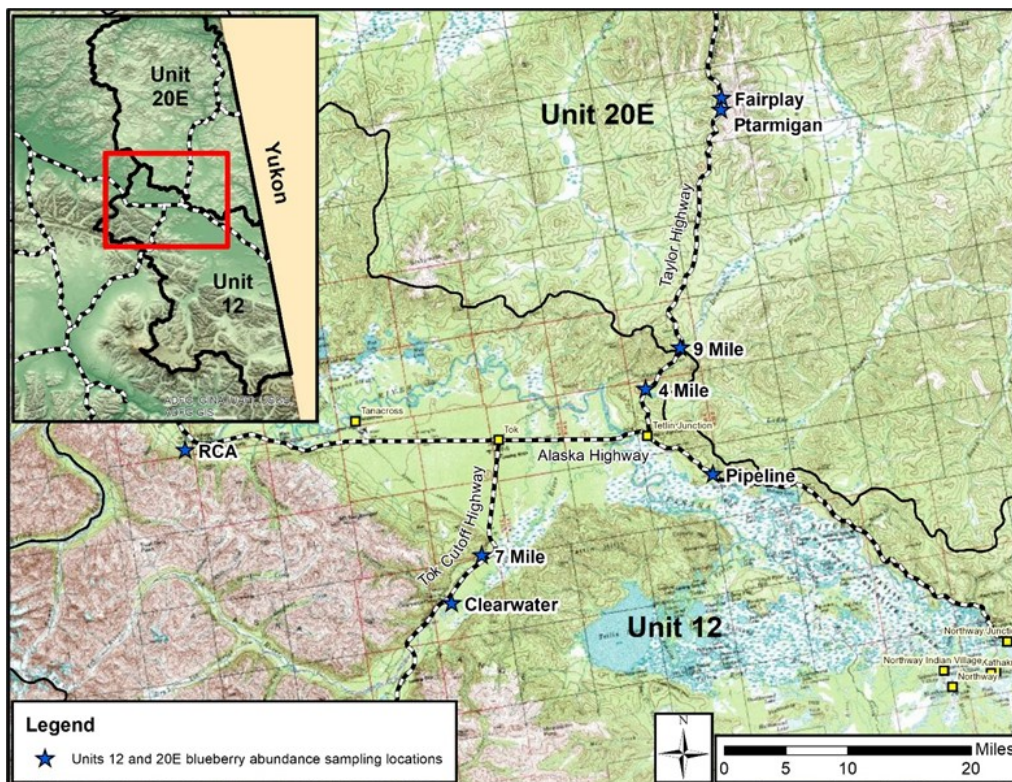 Unit
20E
Yukon
Unit
12
Unit 20E
Fairplay
Ptarmigan
Taylor Highway
9 Mile
4 Mile
Tanacross
Tok
Tetlin Junction
RCA
Alaska Highway
Pipeline
Tok Cutoff Highway
7 Mile
Clearwater
Unit 12
Northway Junction
Northway Indian Village
Northway
Legend
Units 12 and 20E blueberry abundance sampling locations
N
Miles
0 5 10 20